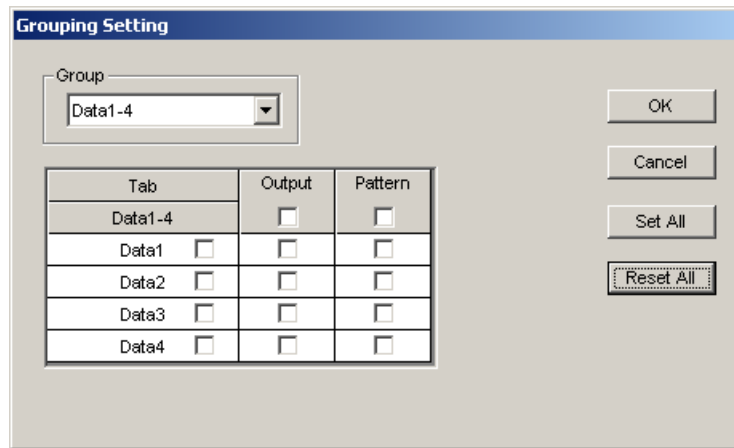 Grouping Setting
Group
Data1-4
OK
Cancel
Set All
Reset All
Tab Output Pattern
Data1-4
Data1
Data2
Data3
Data4